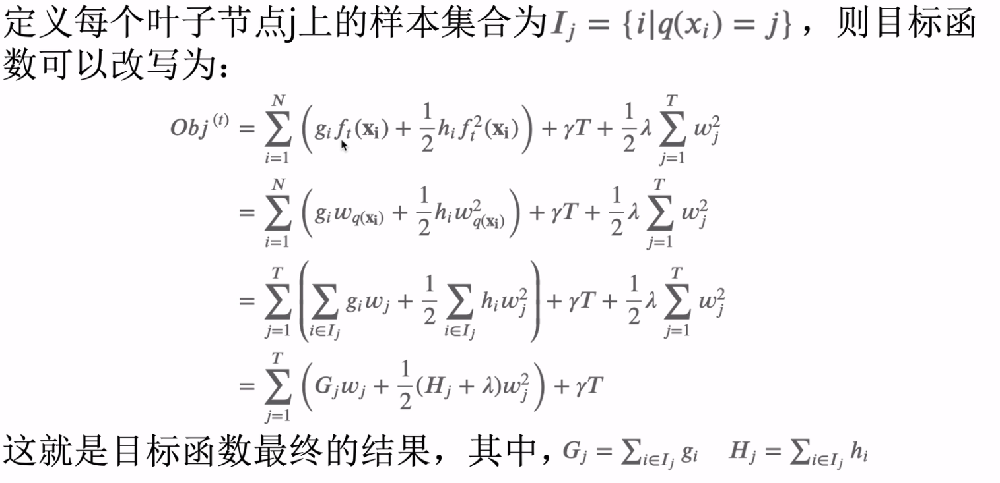 定义每个叶子节点j上的样本集合为 $I_j = \{i|q(x_i) = j\}$ ，则目标函
数可以改写为：
$Obj^{(t)} = \sum_{i=1}^{N} \left( g_i f_t(\mathbf{x_i}) + \frac{1}{2} h_i f_t^2(\mathbf{x_i}) \right) + \gamma T + \frac{1}{2} \lambda \sum_{j=1}^{T} w_j^2$
$= \sum_{i=1}^{N} \left( g_i w_{q(\mathbf{x_i})} + \frac{1}{2} h_i w_{q(\mathbf{x_i})}^2 \right) + \gamma T + \frac{1}{2} \lambda \sum_{j=1}^{T} w_j^2$
$= \sum_{j=1}^{T} \left( \sum_{i \in I_j} g_i w_j + \frac{1}{2} \sum_{i \in I_j} h_i w_j^2 \right) + \gamma T + \frac{1}{2} \lambda \sum_{j=1}^{T} w_j^2$
$= \sum_{j=1}^{T} \left( G_j w_j + \frac{1}{2} (H_j + \lambda) w_j^2 \right) + \gamma T$
这就是目标函数最终的结果，其中， $G_j = \sum_{i \in I_j} g_i \quad H_j = \sum_{i \in I_j} h_i$